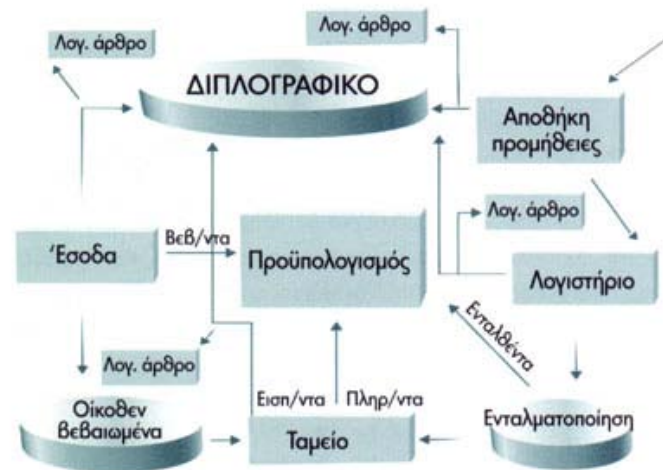 Λογ. άρθρο
Λογ. άρθρο
ΔΙΠΛΟΓΡΑΦΙΚΟ
Αποθήκη
προμήθειες
Λογ. άρθρο
Βεβ/ντα
Έσοδα
Προϋπολογισμός
Λογιστήριο
Ενταλθέντα
Λογ. άρθρο
Εισπ/ντα
Πληρ/ντα
Οίκοθεν
βεβαιωμένα
Ταμείο
Ενταλματοποίηση